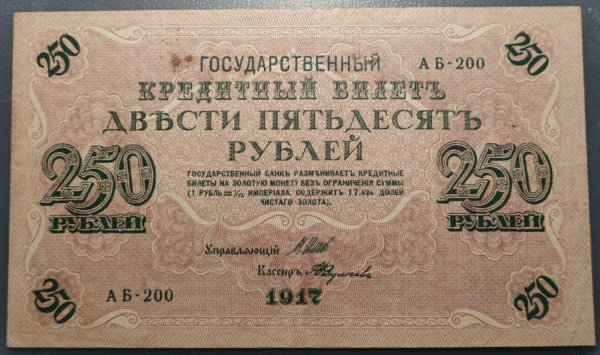 250 250
ГОСУДАРСТВЕННЫЙ АБ-200
КРЕДИТНЫЙ БИЛЕТЪ
ДВѢСТИ ПЯТЬДЕСЯТЪ
РУБЛЕЙ
250 250
РУБЛЕЙ РУБЛЕЙ
ГОСУДАРСТВЕННЫЙ БАНКЪ РАЗМѢНИВАЕТЪ КРЕДИТНЫЕ
БИЛЕТЫ НА ЗОЛОТУЮ МОНЕТУ БЕЗЪ ОГРАНИЧЕНІЯ СУММЫ
(1 РУБЛЬ = 1/15 ИМПЕРІАЛА, СОДЕРЖИТЪ 17.424 ДОЛЕЙ
ЧИСТАГО ЗОЛОТА).
Управляющій
Кассиръ
АБ-200 1917
250 250